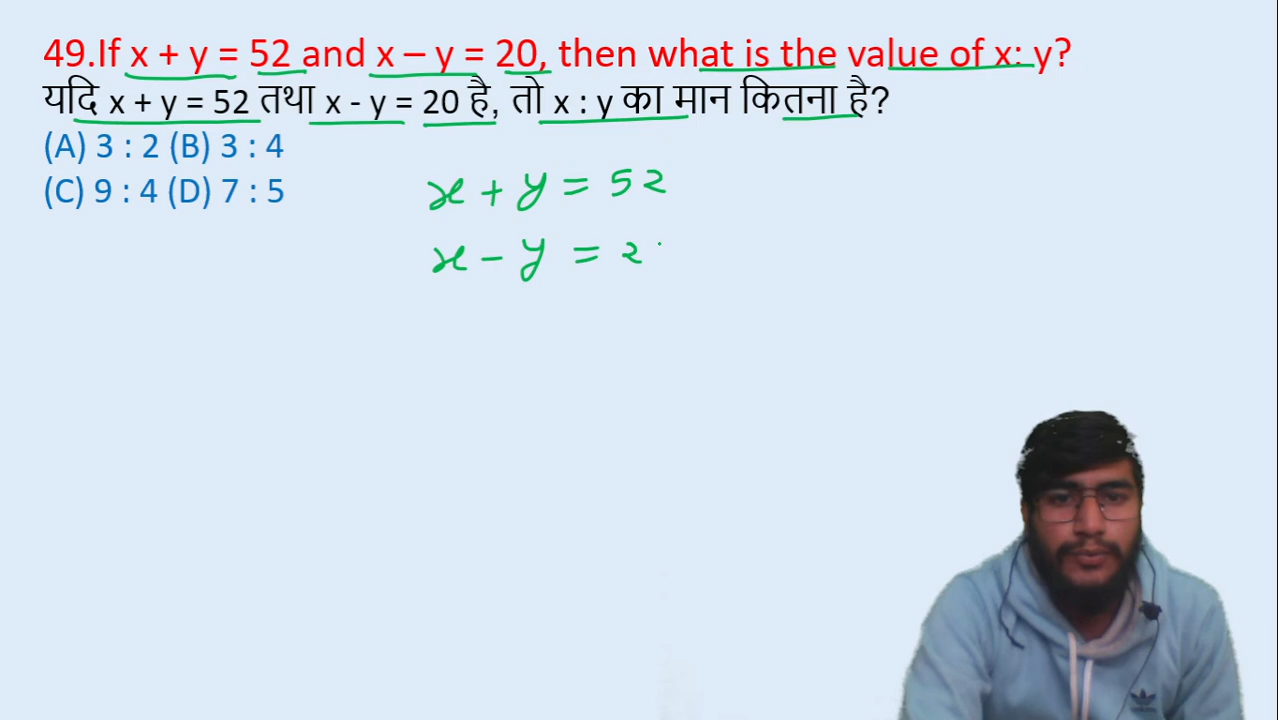 49.If x + y = 52 and x – y = 20, then what is the value of x: y?
यदि x + y = 52 तथा x - y = 20 है, तो x : y का मान कितना है?
(A) 3 : 2 (B) 3 : 4
(C) 9 : 4 (D) 7 : 5
x + y = 52
x - y = 2